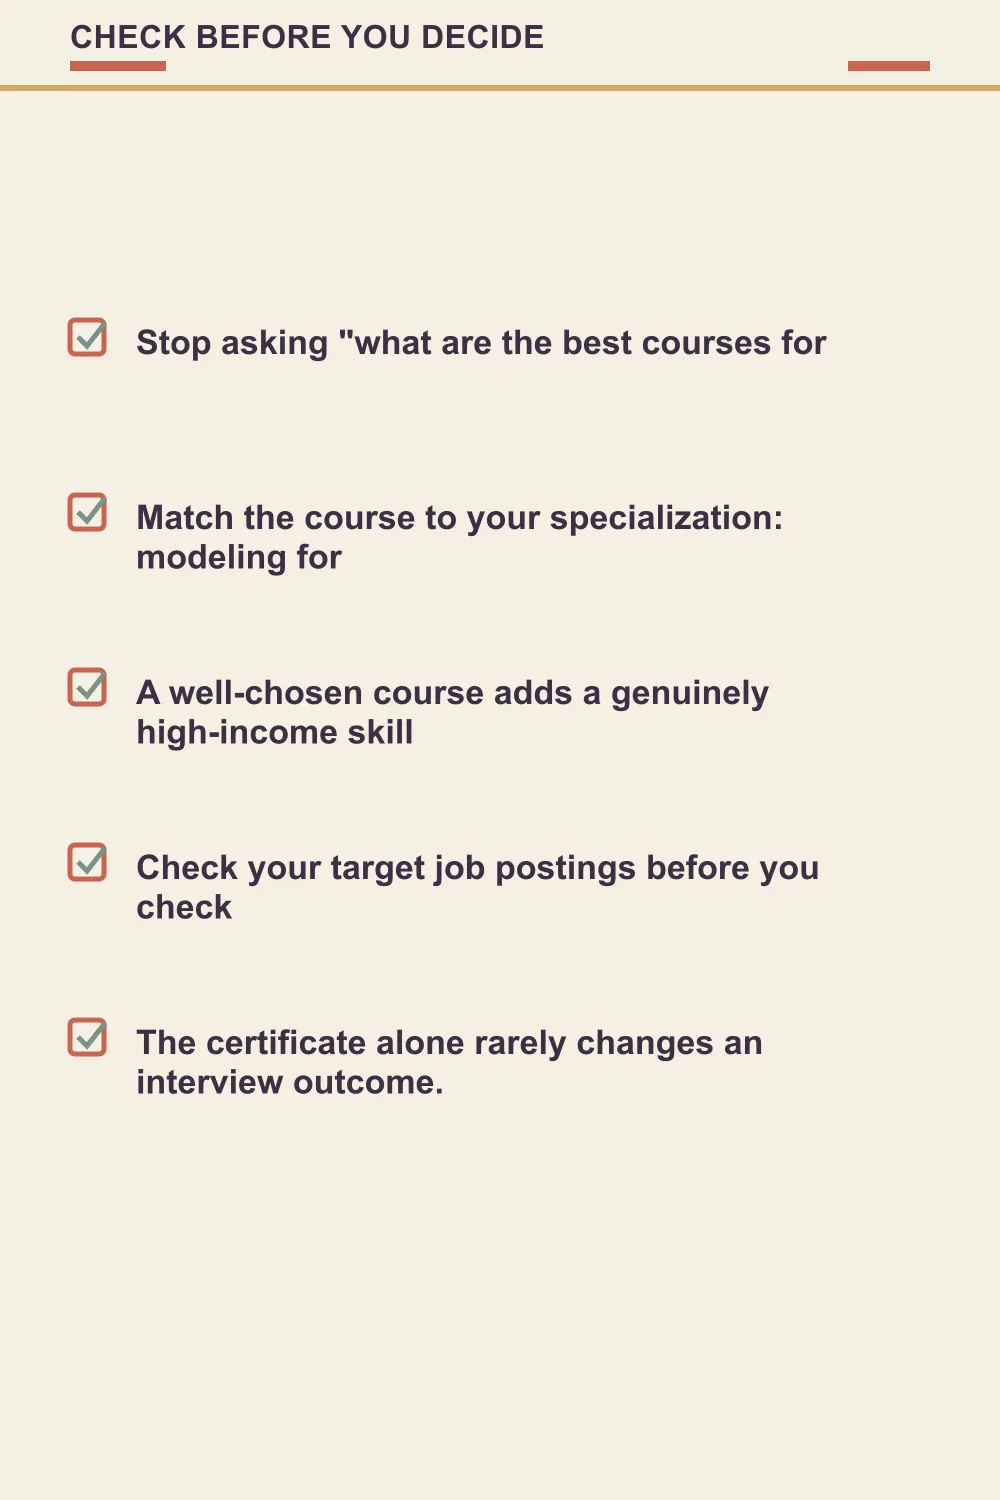 CHECK BEFORE YOU DECIDE
Stop asking "what are the best courses for
Match the course to your specialization:
modeling for
A well-chosen course adds a genuinely
high-income skill
Check your target job postings before you
check
The certificate alone rarely changes an
interview outcome.